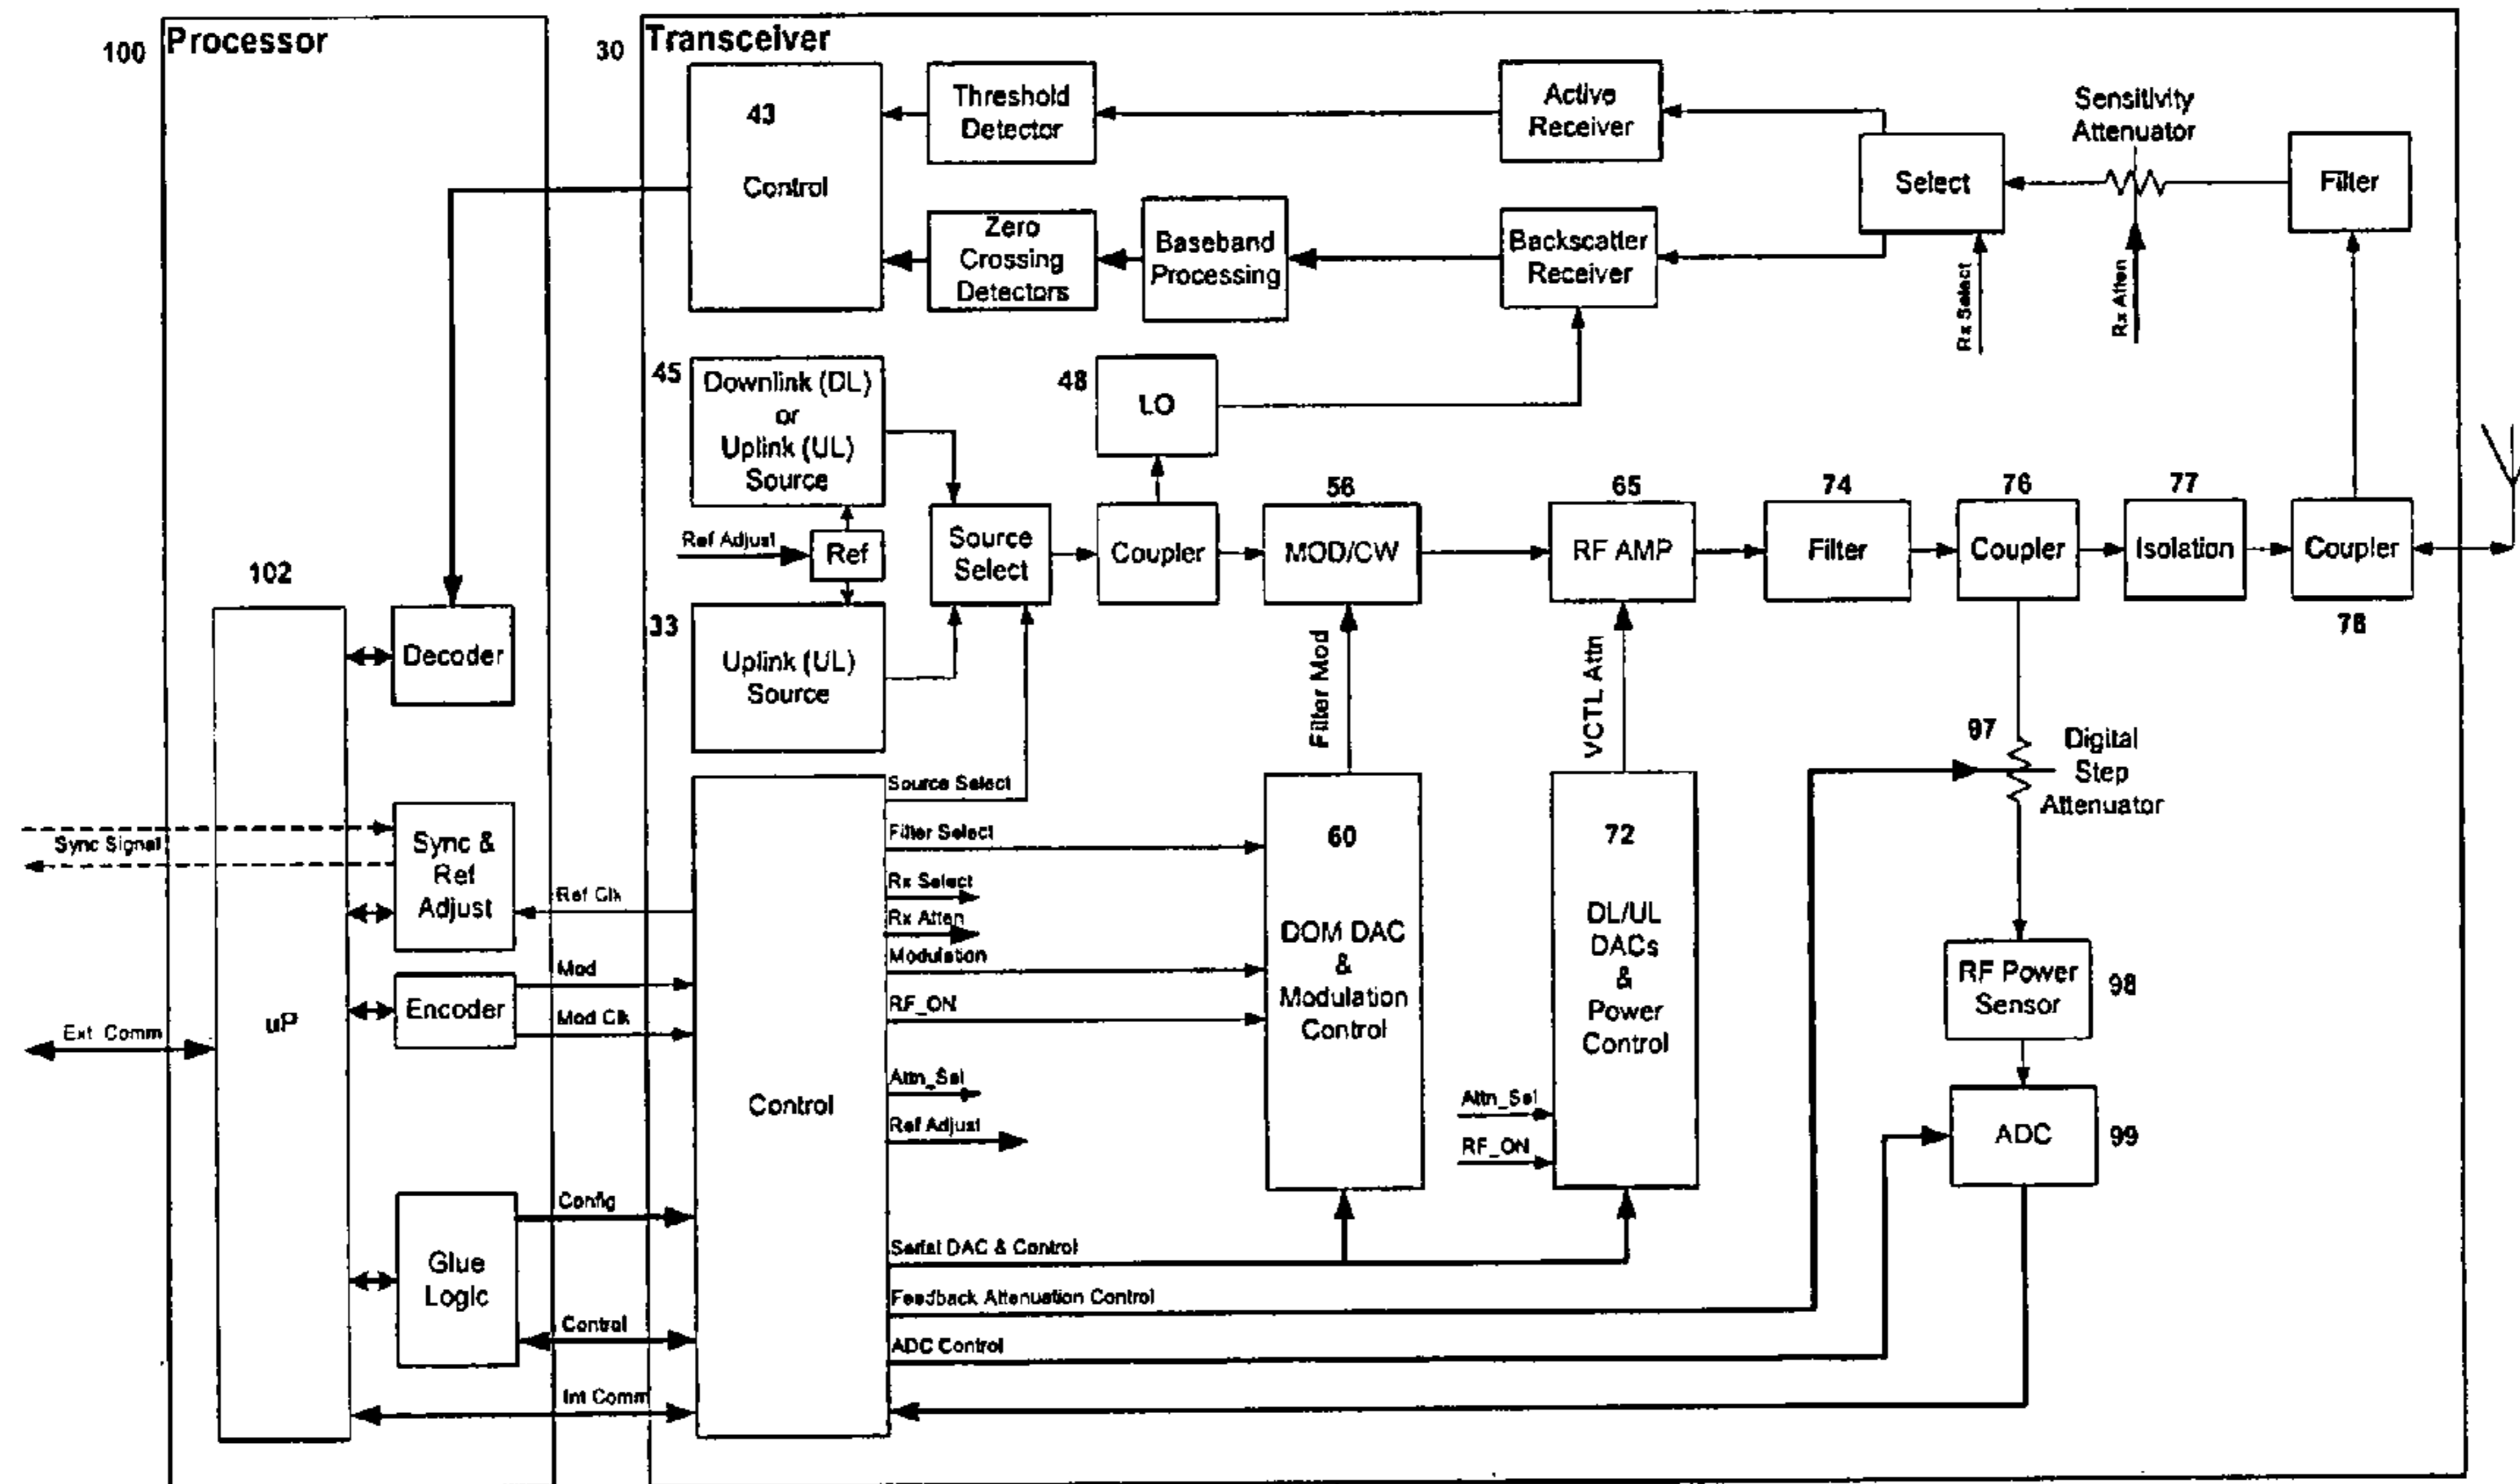 100
Processor
30
Transceiver
43
Control
Threshold
Detector
Active
Receiver
Sensitivity
Attenuator
Select
Filter
Zero
Crossing
Detectors
Baseband
Processing
Backscatter
Receiver
Rx Select
Rx Atten
45
Downlink (DL)
or
Uplink (UL)
Source
48
LO
Ref Adjust
Ref
Source
Select
Coupler
56
MOD/CW
65
RF AMP
74
Filter
76
Coupler
77
Isolation
Coupler
78
33
Uplink (UL)
Source
102
uP
Decoder
Filter Mod
VCTL Attn
97
Digital
Step
Attenuator
Sync Signal
Sync &
Ref
Adjust
Ref Clk
Encoder
Mod
Mod Clk
Ext Comm
Glue
Logic
Config
Control
Int Comm
Control
Source Select
Filter Select
Rx Select
Rx Atten
Modulation
RF_ON
Attn_Sel
Ref Adjust
Serial DAC & Control
Feedback Attenuation Control
ADC Control
60
DOM DAC
&
Modulation
Control
72
DL/UL
DACs
&
Power
Control
Attn_Sel
RF_ON
RF Power
Sensor
98
ADC
99